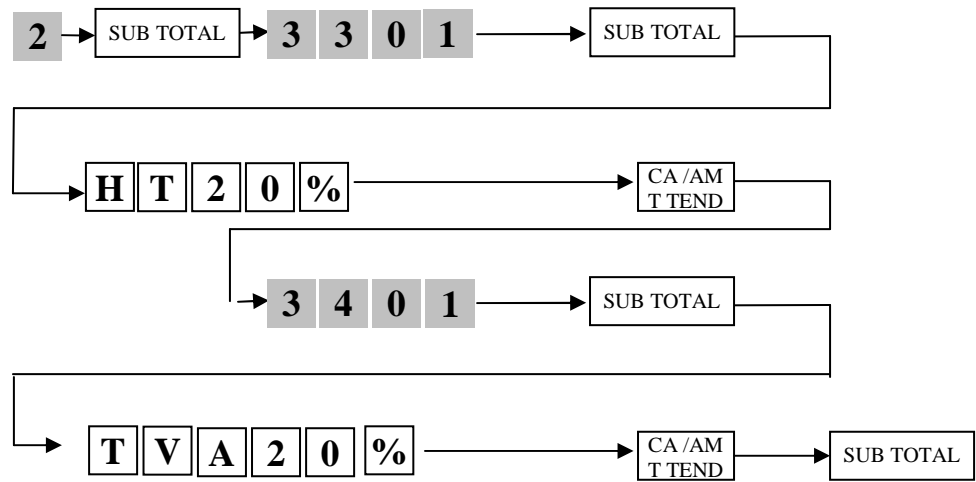 2 SUB TOTAL 3 3 0 1 SUB TOTAL
H T 2 0 % CA /AM
T TEND
3 4 0 1 SUB TOTAL
T V A 2 0 % CA /AM
T TEND SUB TOTAL